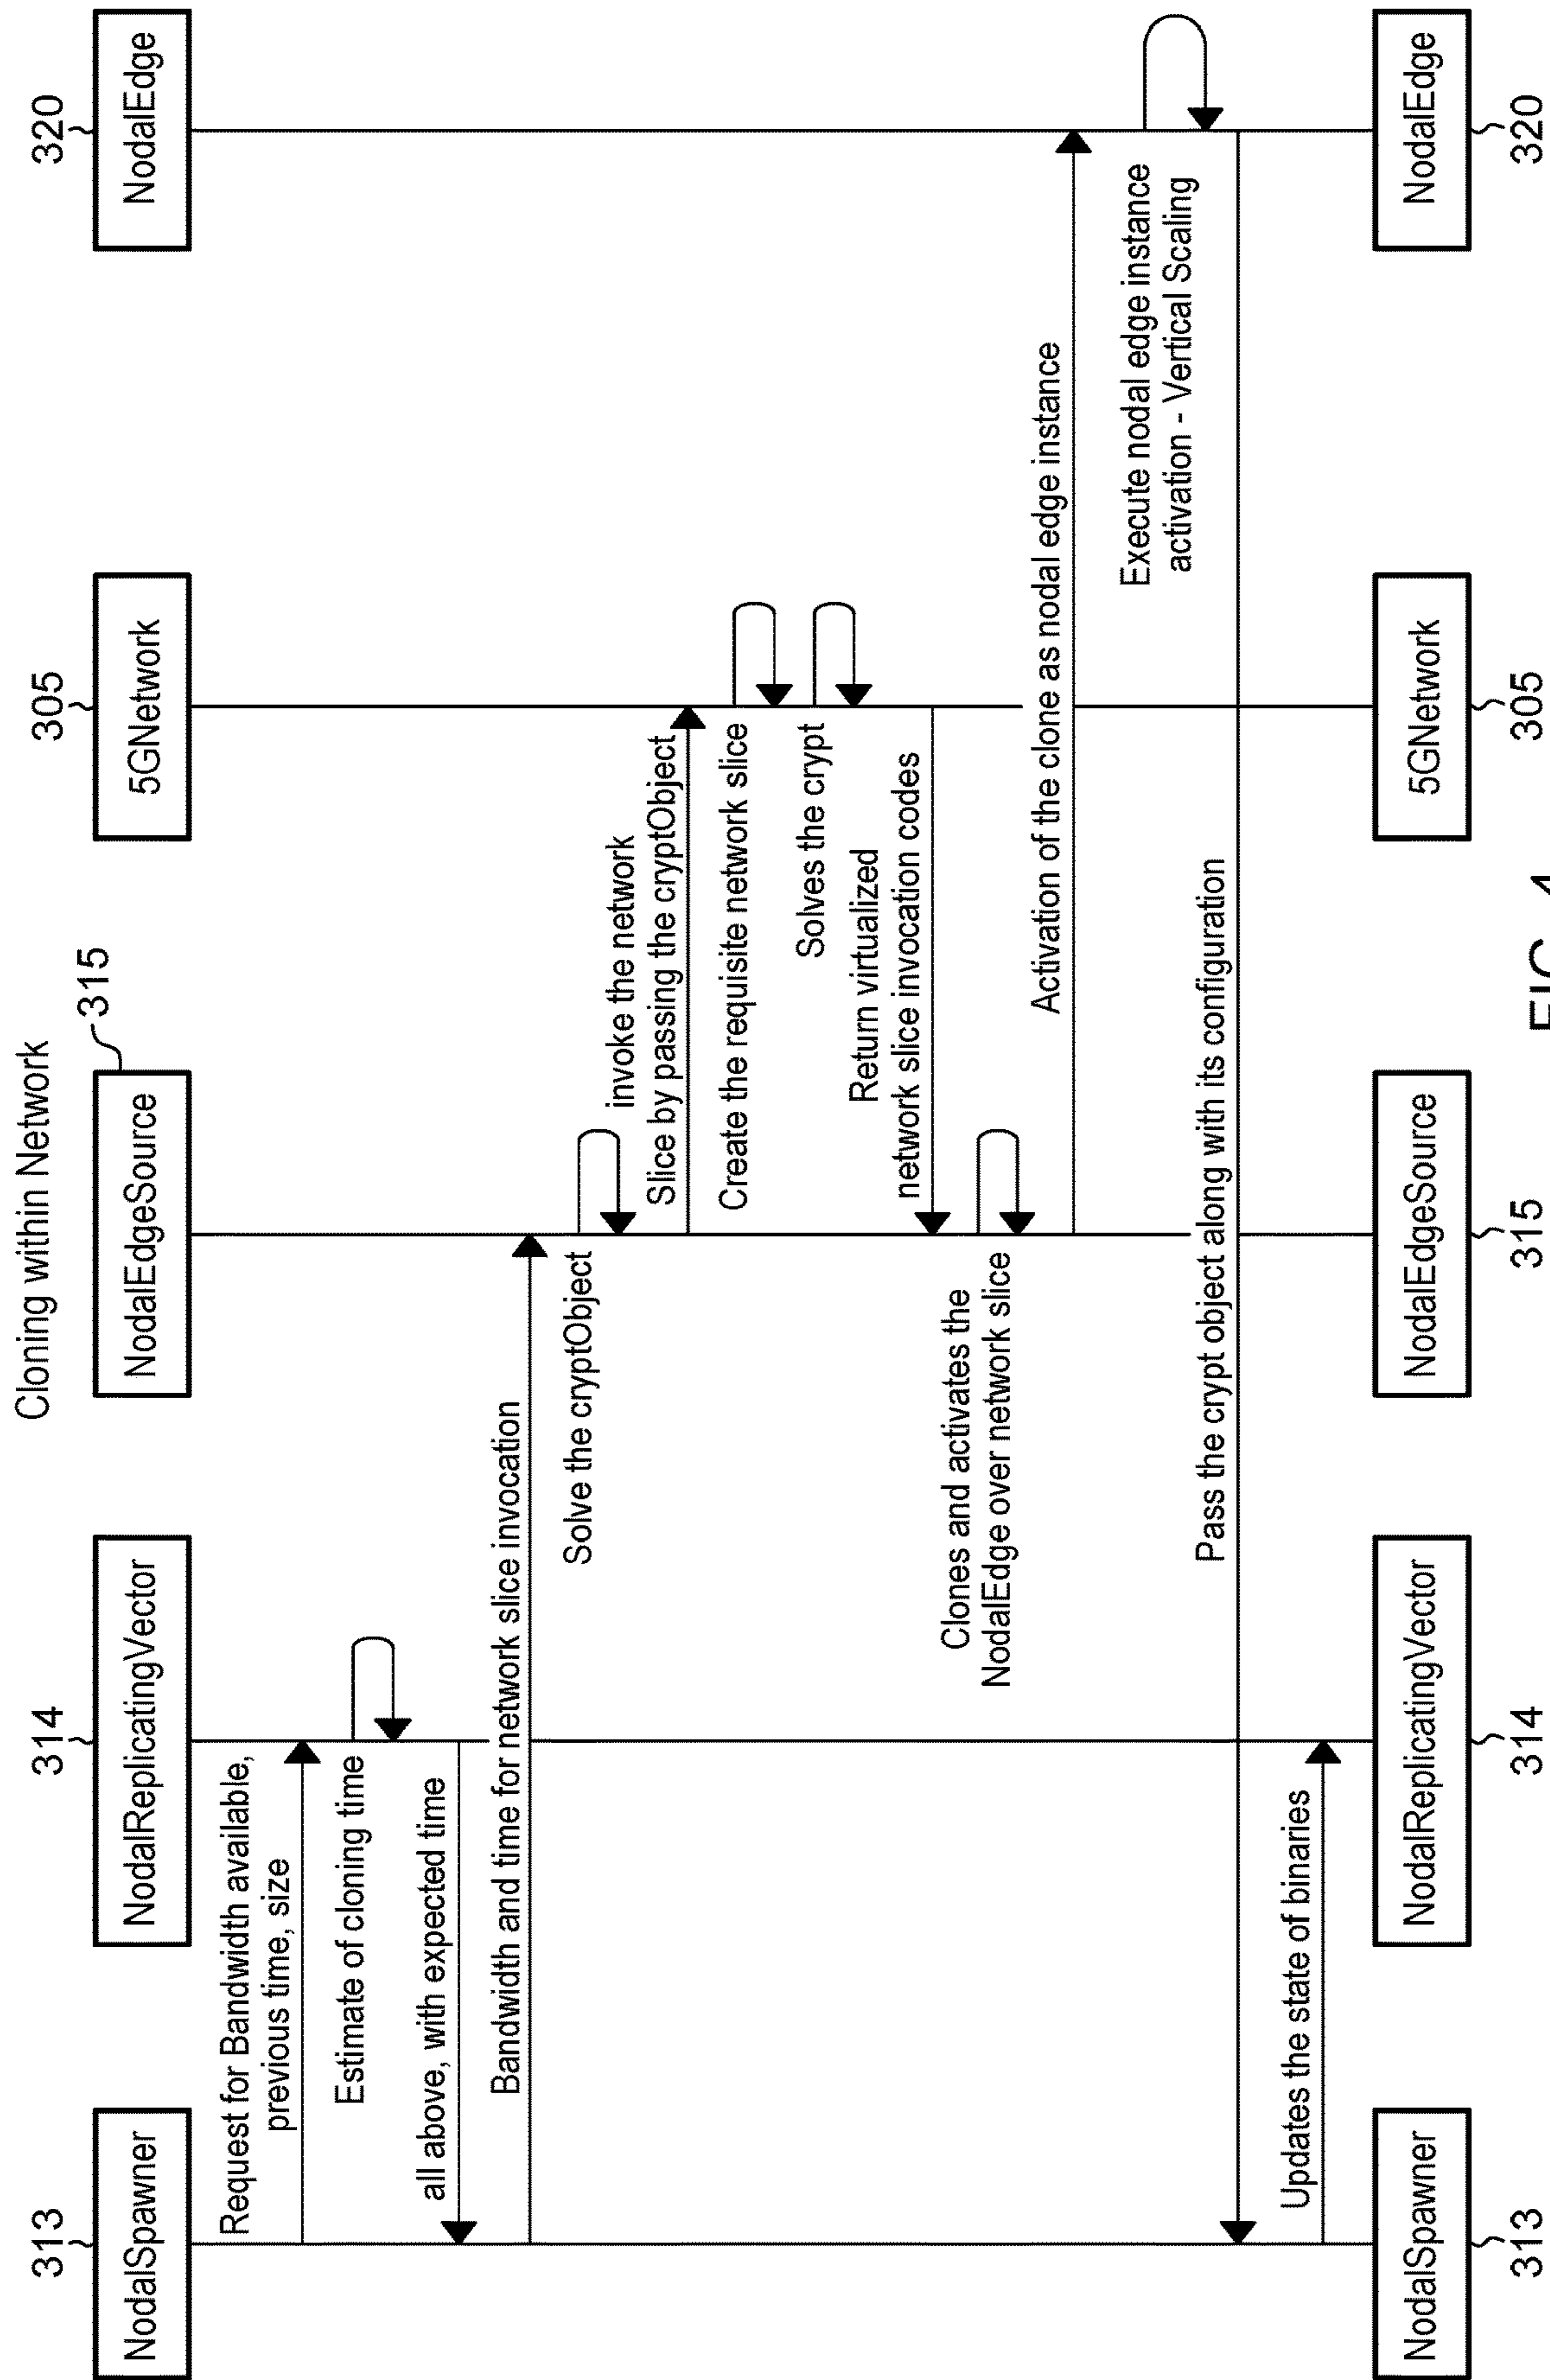 Cloning within Network
313
314
315
305
320
NodalSpawner
NodalReplicatingVector
NodalEdgeSource
5GNetwork
NodalEdge
Request for Bandwidth available,
previous time, size
Estimate of cloning time
all above, with expected time
Bandwidth and time for network slice invocation
Solve the cryptObject
invoke the network
Slice by passing the cryptObject
Create the requisite network slice
Solves the crypt
Return virtualized
network slice invocation codes
Clones and activates the
NodalEdge over network slice
Activation of the clone as nodal edge instance
Execute nodal edge instance
activation - Vertical Scaling
Pass the crypt object along with its configuration
Updates the state of binaries
NodalSpawner
NodalReplicatingVector
NodalEdgeSource
5GNetwork
NodalEdge
313
314
315
305
320
FIG. 4